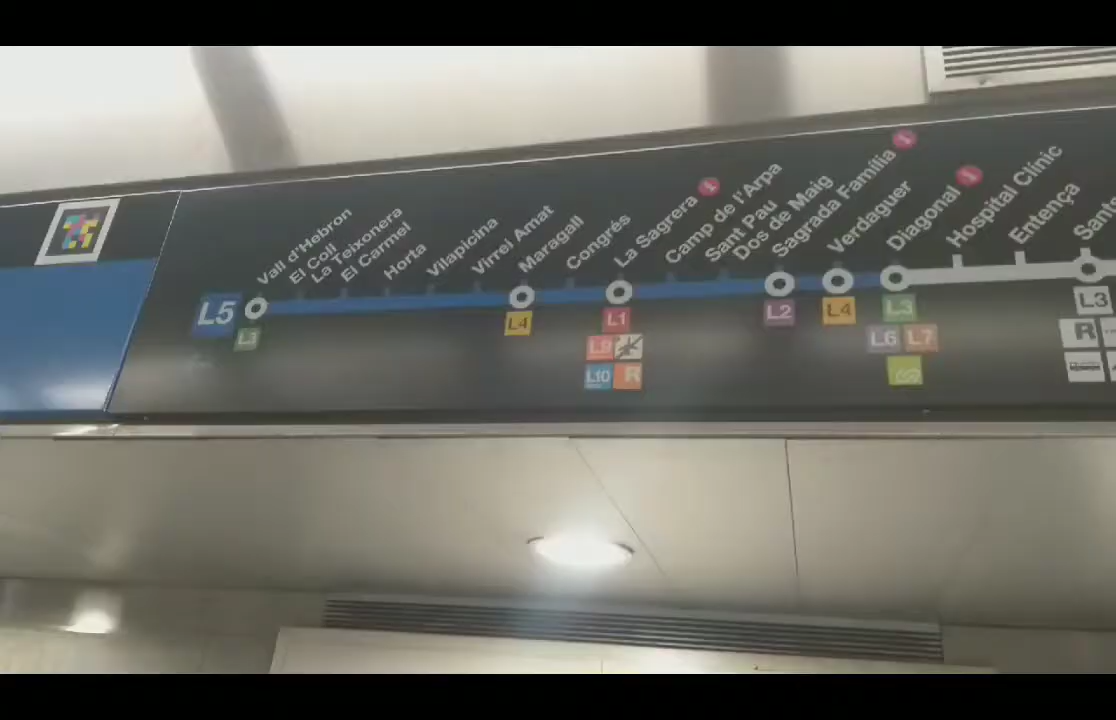 L5
Vall d'Hebron
El Coll
La Teixonera
El Carmel
Horta
Vilapicina
Virrei Amat
Maragall
Congrés
La Sagrera
Camp de l'Arpa
Sant Pau
Dos de Maig
Sagrada Família
Verdaguer
Diagonal
Hospital Clínic
Entença
L3
L4
L1
L9
L10 R
L2
L4
L3
L6 L7
L3
R